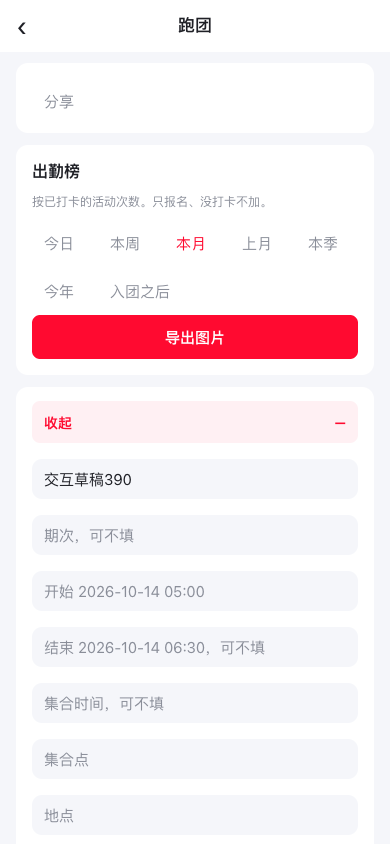 跑团
分享
出勤榜
按已打卡的活动次数。只报名、没打卡不加。
今日 本周 本月 上月 本季
今年 入团之后
导出图片
收起
交互草稿390
期次，可不填
开始 2026-10-14 05:00
结束 2026-10-14 06:30，可不填
集合时间，可不填
集合点
地点